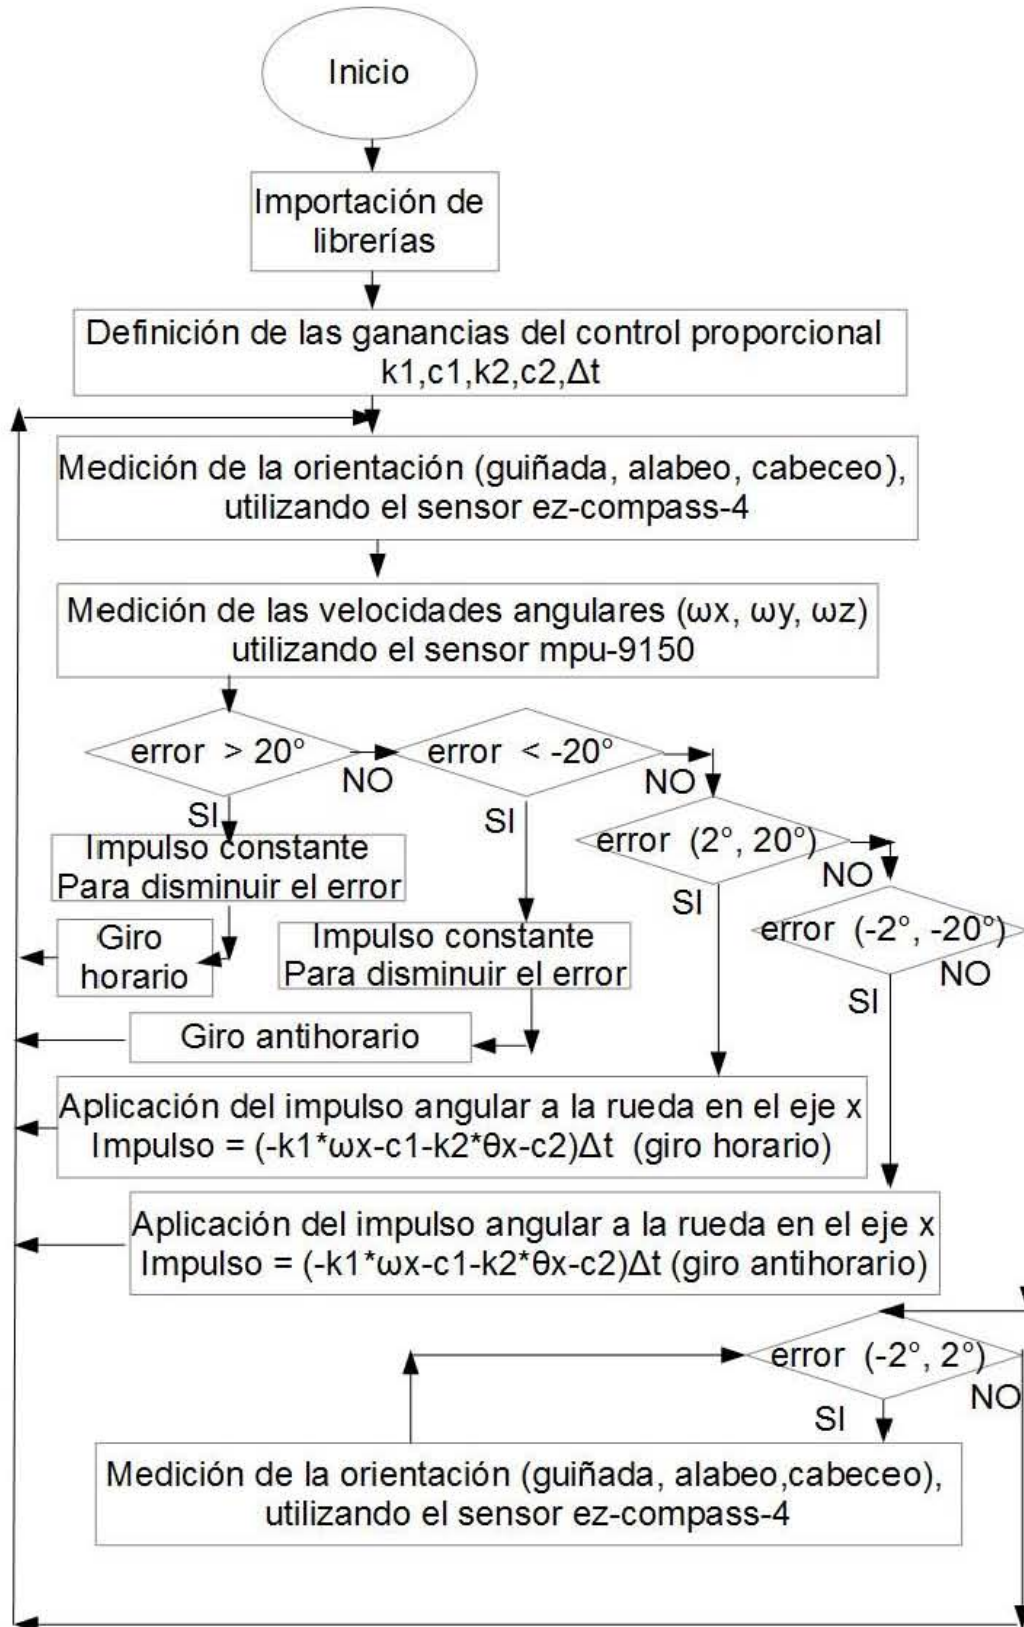 Inicio
Importación de
librerías
Definición de las ganancias del control proporcional
k1,c1,k2,c2,Δt
Medición de la orientación (guiñada, alabeo, cabeceo),
utilizando el sensor ez-compass-4
Medición de las velocidades angulares (ωx, ωy, ωz)
utilizando el sensor mpu-9150
error > 20°
NO
SI
error < -20°
NO
SI
error (2°, 20°)
NO
SI
error (-2°, -20°)
NO
SI
Impulso constante
Para disminuir el error
Giro
horario
Impulso constante
Para disminuir el error
Giro antihorario
Aplicación del impulso angular a la rueda en el eje x
Impulso = (-k1*ωx-c1-k2*θx-c2)Δt (giro horario)
Aplicación del impulso angular a la rueda en el eje x
Impulso = (-k1*ωx-c1-k2*θx-c2)Δt (giro antihorario)
error (-2°, 2°)
NO
SI
Medición de la orientación (guiñada, alabeo,cabeceo),
utilizando el sensor ez-compass-4